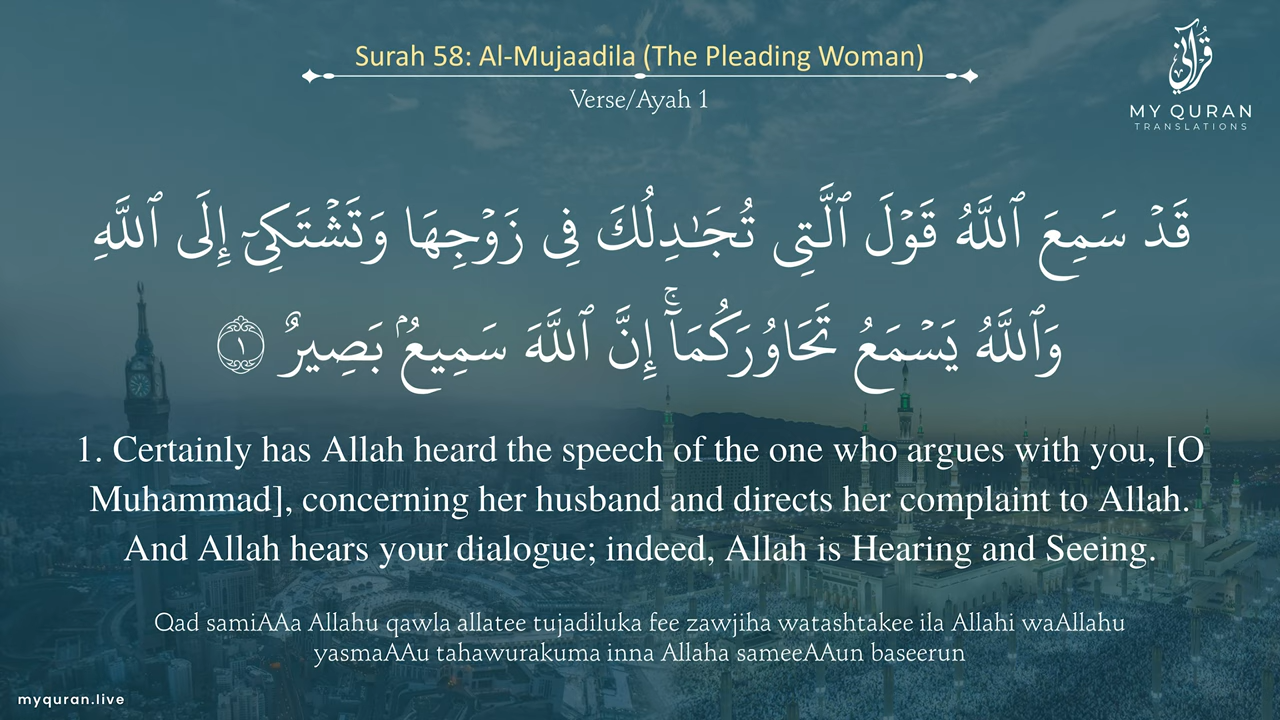 Surah 58: Al-Mujaadila (The Pleading Woman)
Verse/Ayah 1
قرآني
MY QURAN
TRANSLATIONS
قَدْ سَمِعَ ٱللَّهُ قَوْلَ ٱلَّتِى تُجَـٰدِلُكَ فِى زَوْجِهَا وَتَشْتَكِىٓ إِلَى ٱللَّهِ
وَٱللَّهُ يَسْمَعُ تَحَاوُرَكُمَآ ۚ إِنَّ ٱللَّهَ سَمِيعٌۢ بَصِيرٌ ١
1. Certainly has Allah heard the speech of the one who argues with you, [O
Muhammad], concerning her husband and directs her complaint to Allah.
And Allah hears your dialogue; indeed, Allah is Hearing and Seeing.
Qad samiAAa Allahu qawla allatee tujadiluka fee zawjiha watashtakee ila Allahi waAllahu
yasmaAAu tahawurakuma inna Allaha sameeAAun baseerun
myquran.live